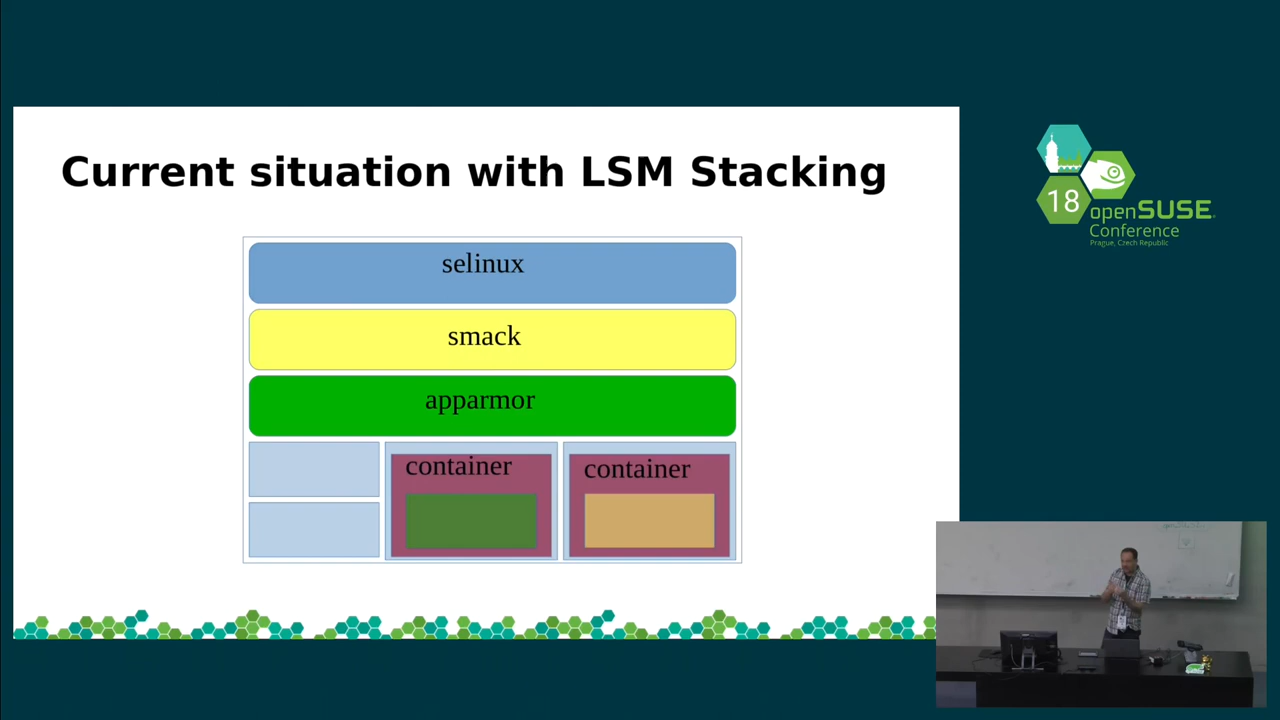 Current situation with LSM Stacking
selinux
smack
apparmor
container
container
18
openSUSE
Conference
Prague, Czech Republic